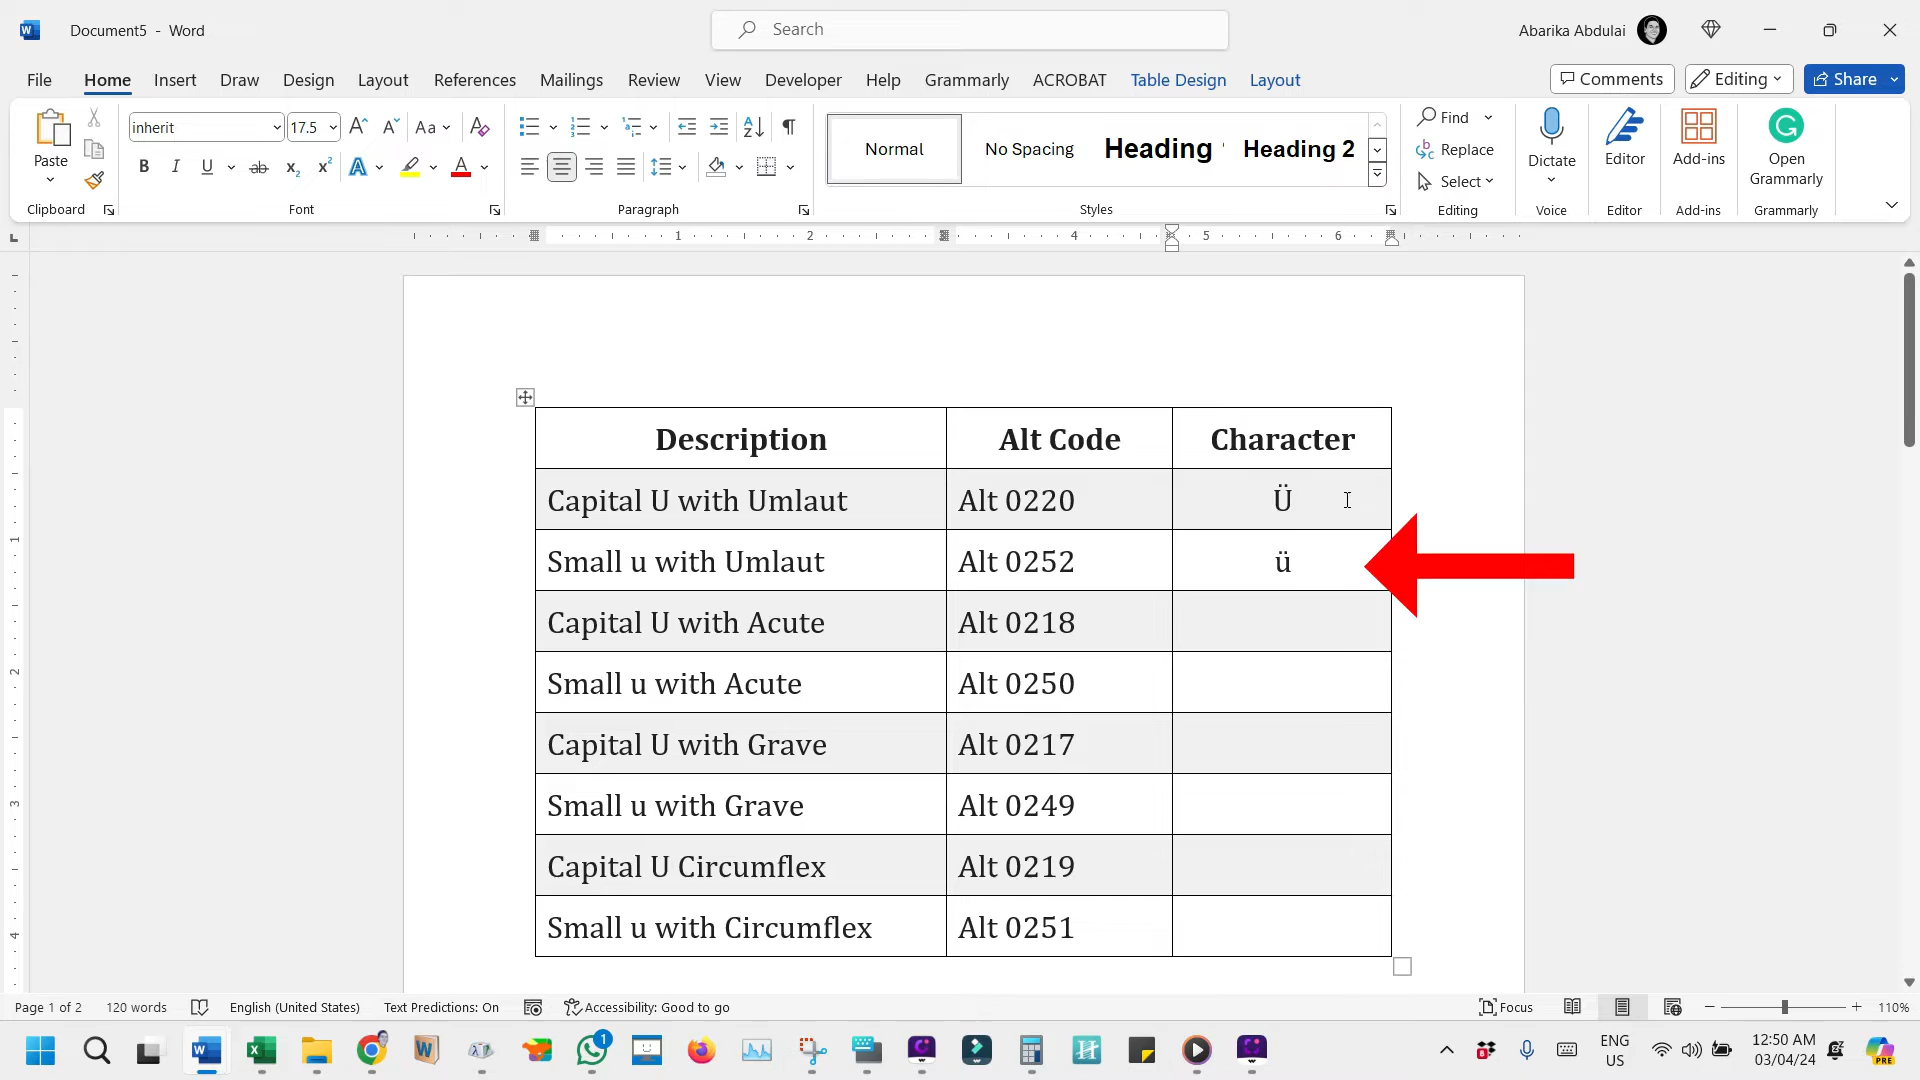 Document5 - Word
Search
Abarika Abdulai
File Home Insert Draw Design Layout References Mailings Review View Developer Help Grammarly ACROBAT Table Design Layout
Comments Editing Share
Paste
inherit 17.5
Normal No Spacing Heading Heading 2
Find
Replace
Select
Dictate
Editor
Add-ins
Open
Grammarly
Clipboard Font Paragraph Styles Editing Voice Editor Add-ins Grammarly
1 2 4 5 6
Description Alt Code Character
Capital U with Umlaut Alt 0220 Ü
Small u with Umlaut Alt 0252 ü
Capital U with Acute Alt 0218
Small u with Acute Alt 0250
Capital U with Grave Alt 0217
Small u with Grave Alt 0249
Capital U Circumflex Alt 0219
Small u with Circumflex Alt 0251
Page 1 of 2 120 words English (United States) Text Predictions: On Accessibility: Good to go Focus 110%
ENG
US
12:50 AM
03/04/24